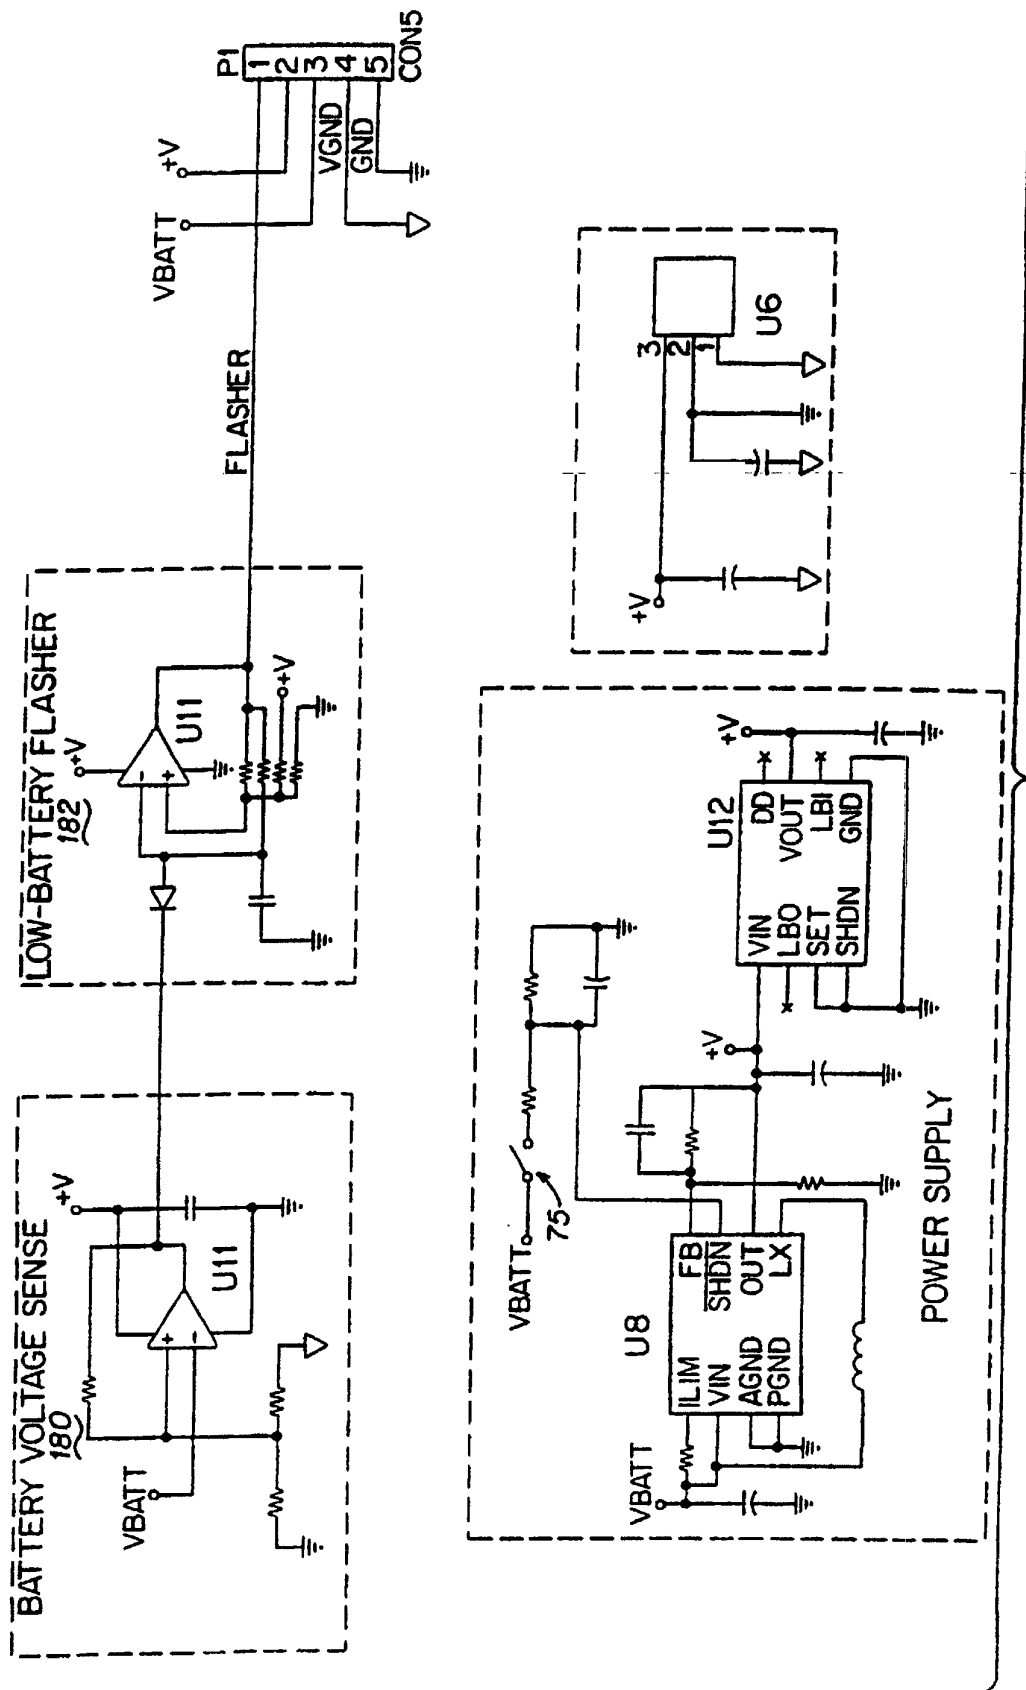 BATTERY VOLTAGE SENSE
180
VBATT
+
-
U11
+V
LOW-BATTERY FLASHER
182
+V
-
+
U11
+V
FLASHER
VBATT
+V
VGND
GND
P1
1
2
3
4
5
CON5
VBATT
75
VBATT
U8
ILIM
VIN
AGND
PGND
FB
SHDN
OUT
LX
+V
U12
VIN
LBO
SET
SHDN
DD
VOUT
LBI
GND
+V
POWER SUPPLY
+V
3
2
1
U6